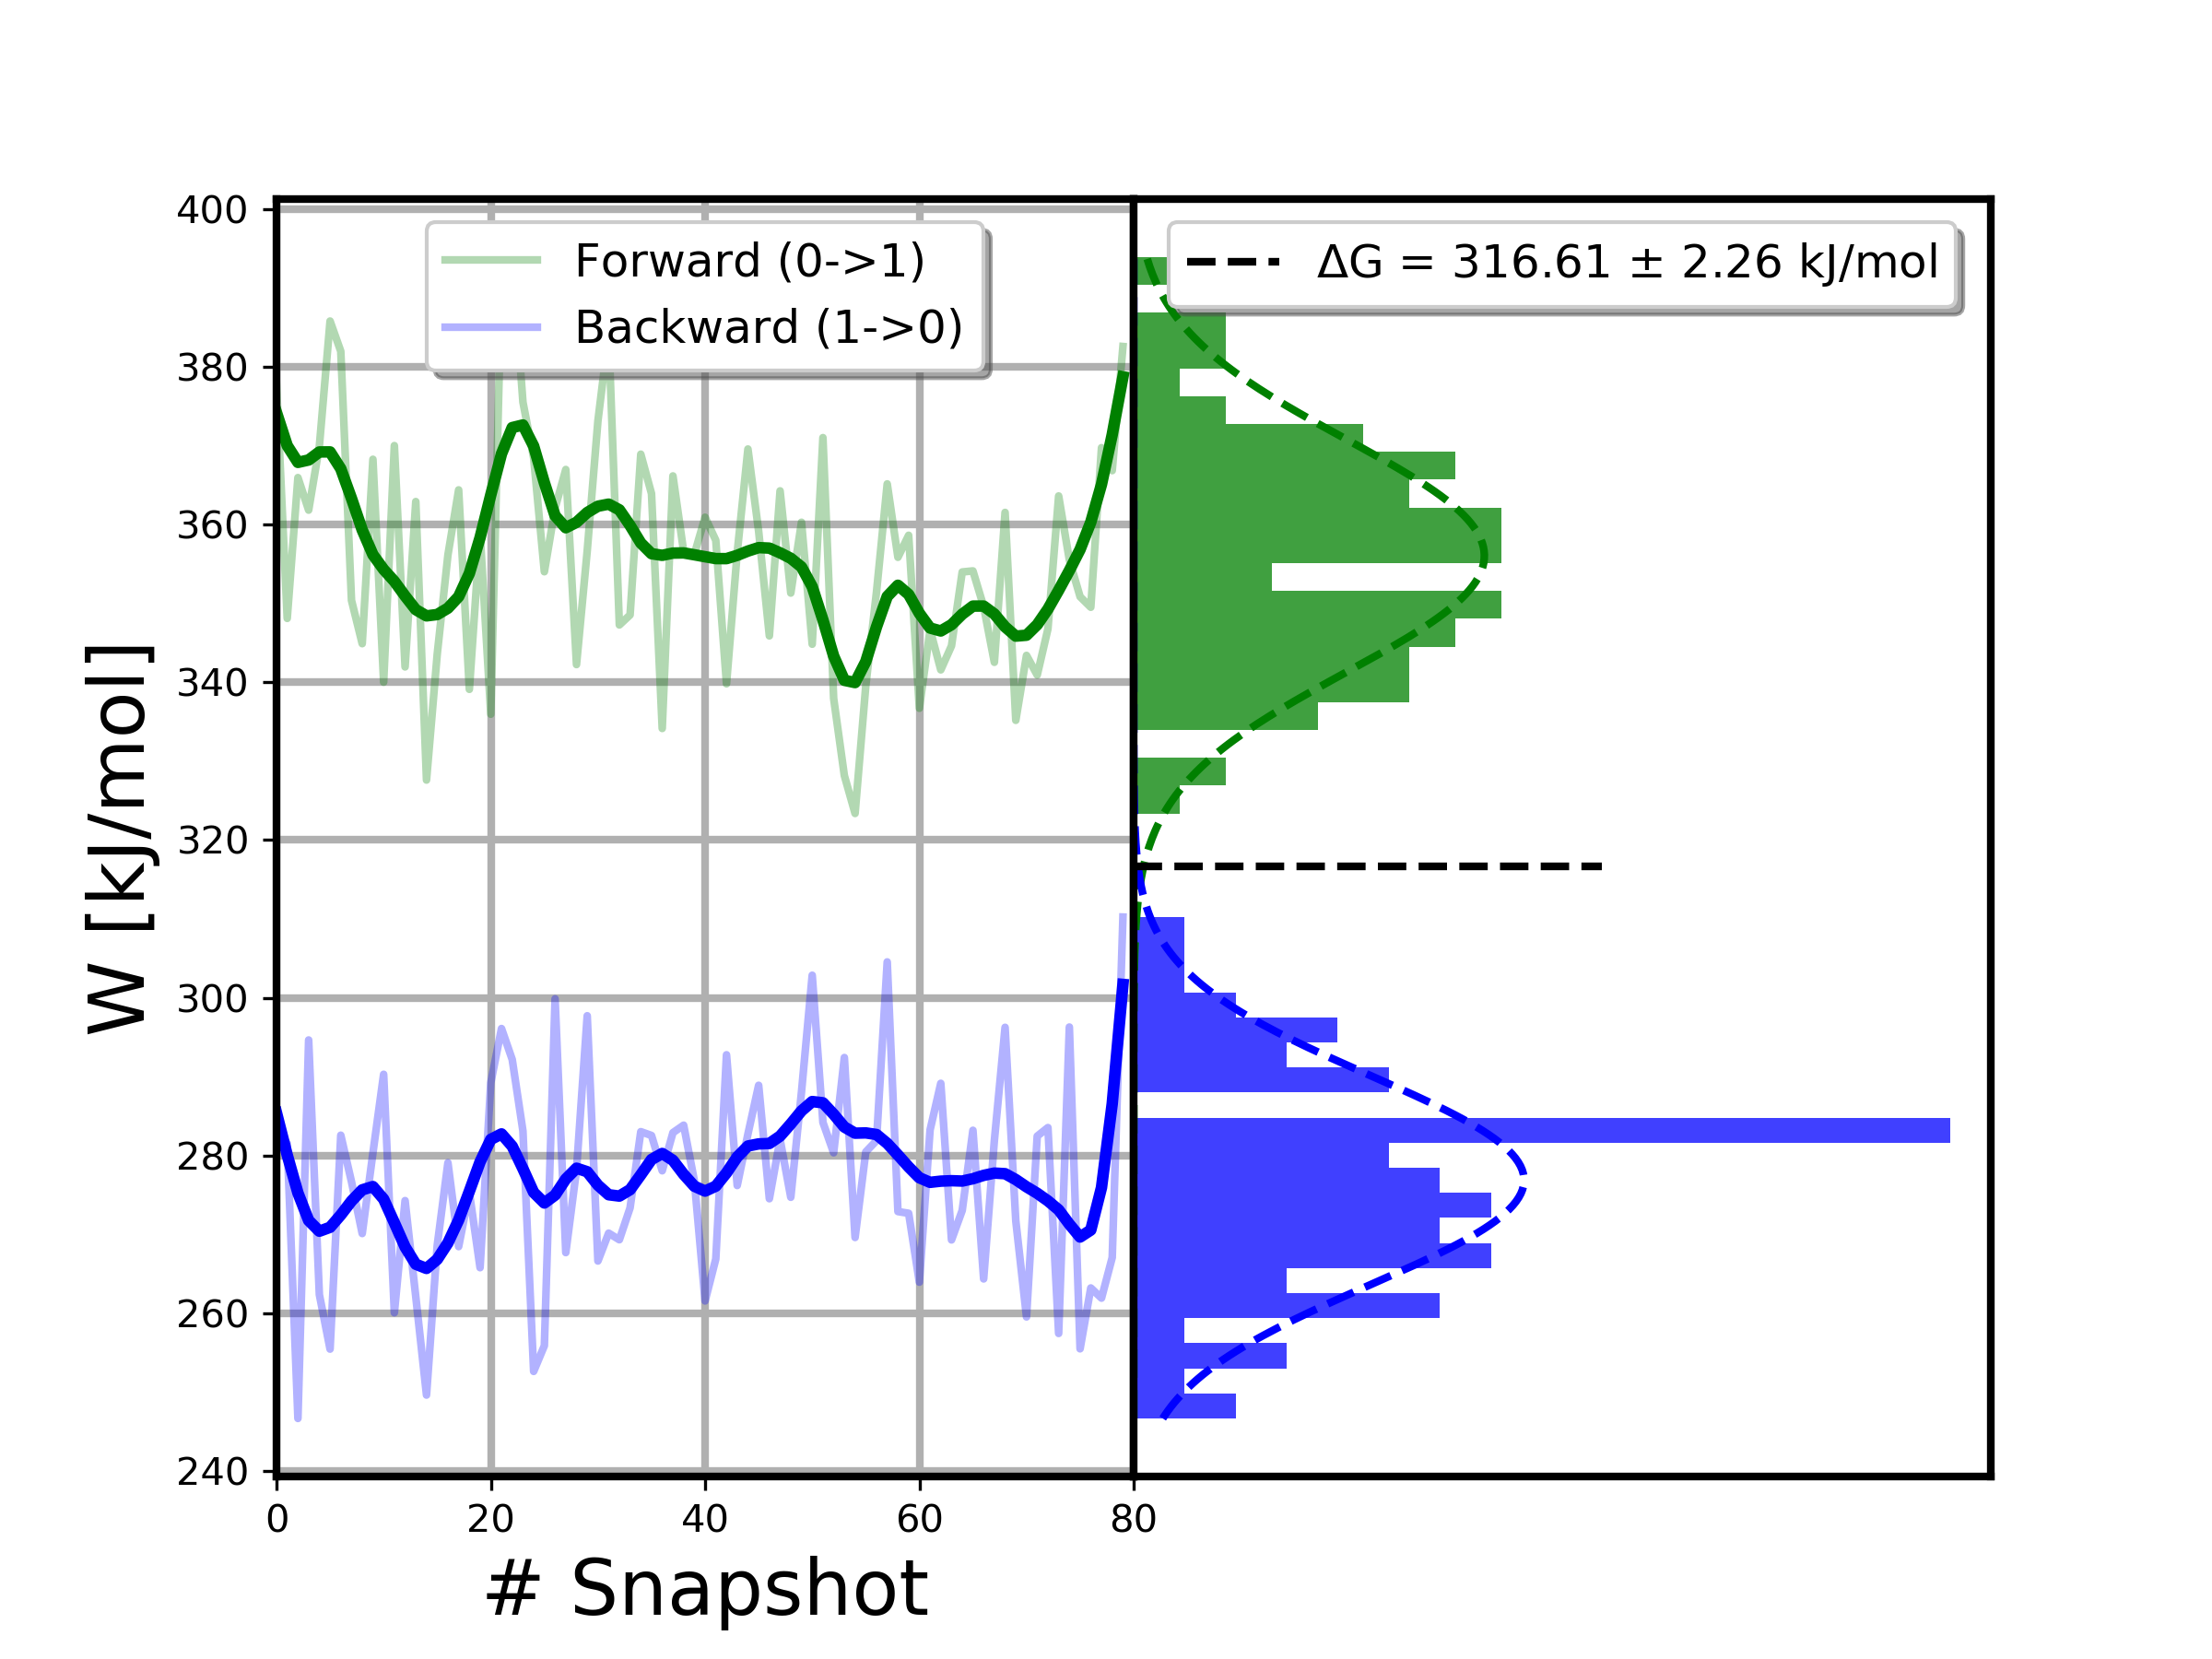 Forward (0->1)
Backward (1->0)
ΔG = 316.61 ± 2.26 kJ/mol
W [kJ/mol]
400
380
360
340
320
300
280
260
240
0 20 40 60 80
# Snapshot